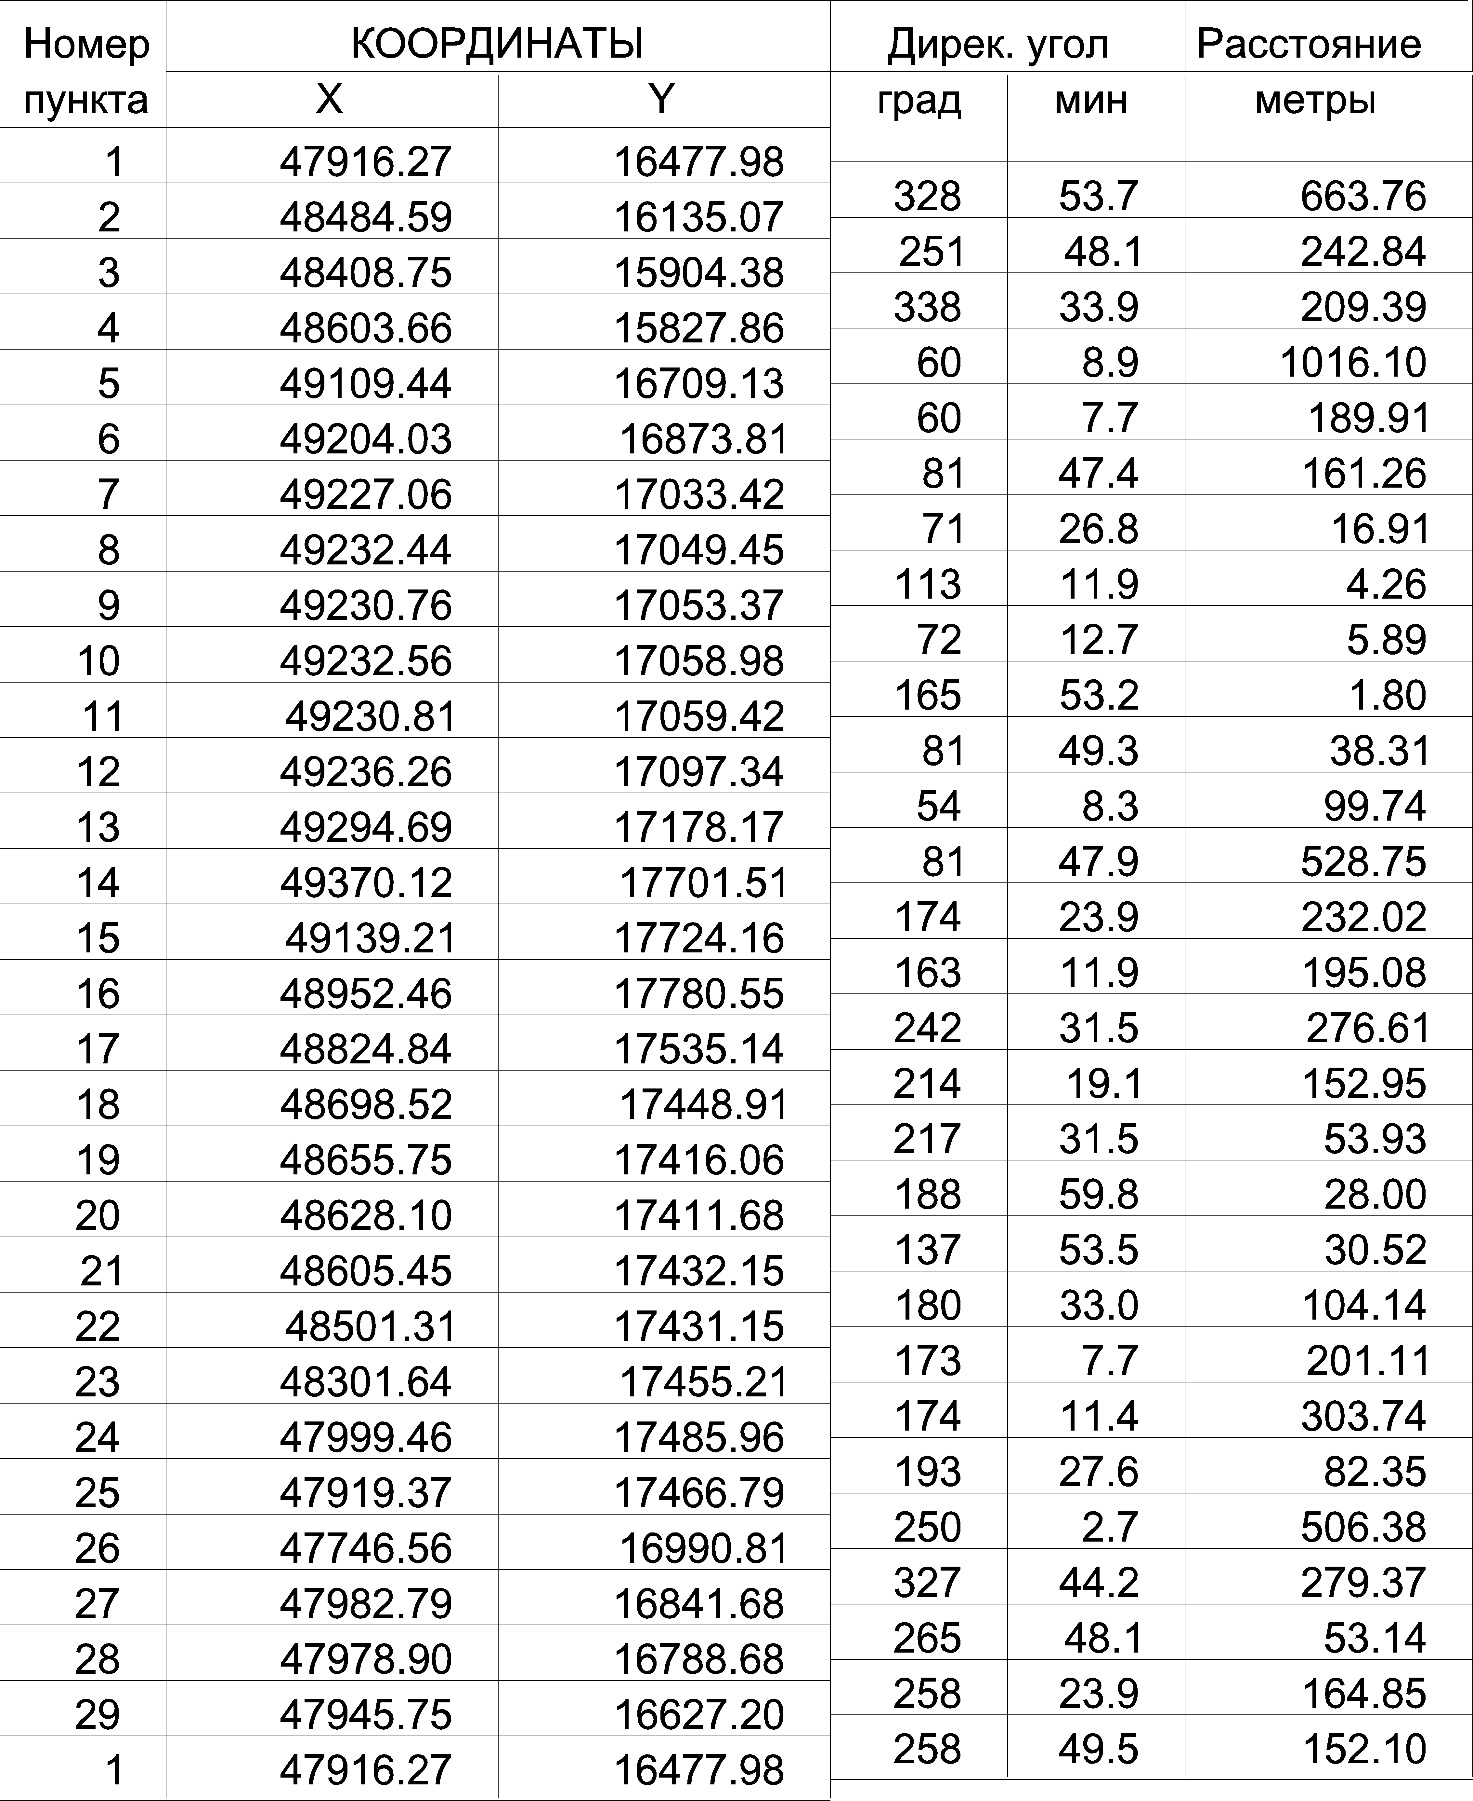 Номер КООРДИНАТЫ Дирек. угол Расстояние
пункта X Y град мин метры
1 47916.27 16477.98
328 53.7 663.76
2 48484.59 16135.07
251 48.1 242.84
3 48408.75 15904.38
338 33.9 209.39
4 48603.66 15827.86
60 8.9 1016.10
5 49109.44 16709.13
60 7.7 189.91
6 49204.03 16873.81
81 47.4 161.26
7 49227.06 17033.42
71 26.8 16.91
8 49232.44 17049.45
113 11.9 4.26
9 49230.76 17053.37
72 12.7 5.89
10 49232.56 17058.98
165 53.2 1.80
11 49230.81 17059.42
81 49.3 38.31
12 49236.26 17097.34
54 8.3 99.74
13 49294.69 17178.17
81 47.9 528.75
14 49370.12 17701.51
174 23.9 232.02
15 49139.21 17724.16
163 11.9 195.08
16 48952.46 17780.55
242 31.5 276.61
17 48824.84 17535.14
214 19.1 152.95
18 48698.52 17448.91
217 31.5 53.93
19 48655.75 17416.06
188 59.8 28.00
20 48628.10 17411.68
137 53.5 30.52
21 48605.45 17432.15
180 33.0 104.14
22 48501.31 17431.15
173 7.7 201.11
23 48301.64 17455.21
174 11.4 303.74
24 47999.46 17485.96
193 27.6 82.35
25 47919.37 17466.79
250 2.7 506.38
26 47746.56 16990.81
327 44.2 279.37
27 47982.79 16841.68
265 48.1 53.14
28 47978.90 16788.68
258 23.9 164.85
29 47945.75 16627.20
258 49.5 152.10
1 47916.27 16477.98